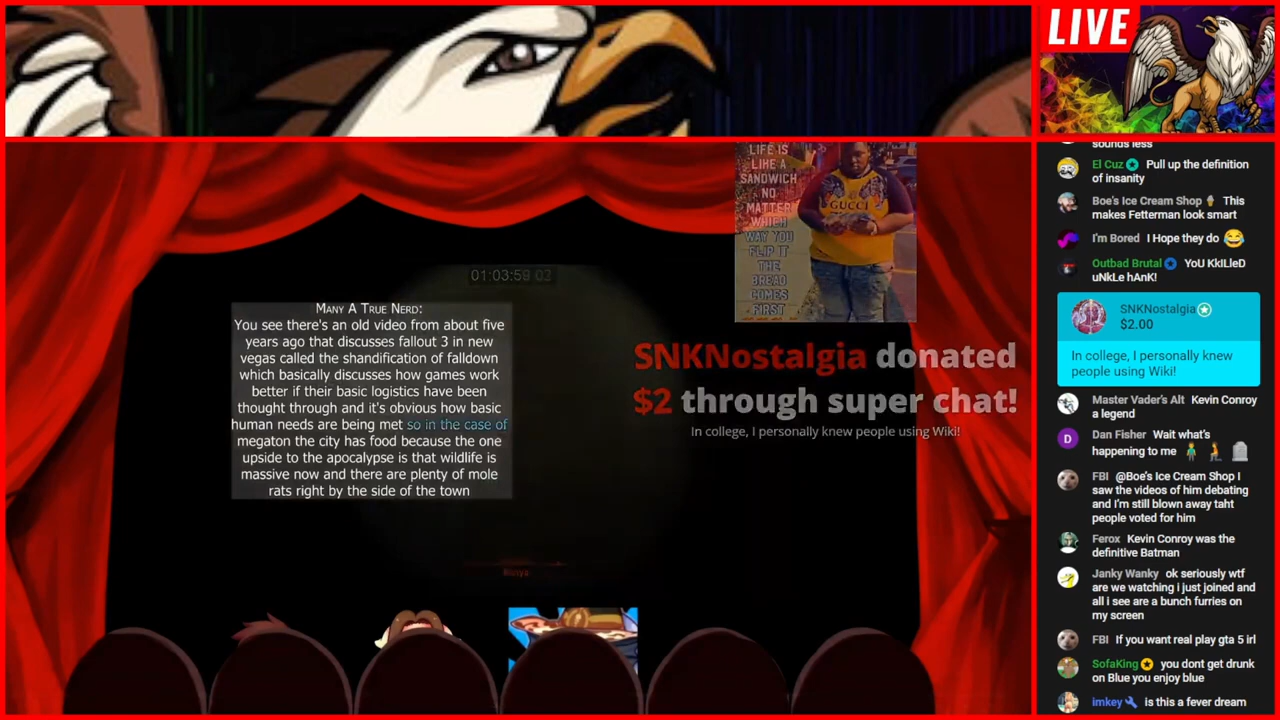 LIVE
LIFE IS
LIKE A
SANDWICH
NO
MATTER
WHICH
WAY YOU
FLIP IT
THE
BREAD
COMES
FIRST
GUCCI
01:03:59 02
MANY A TRUE NERD:
You see there's an old video from about five
years ago that discusses fallout 3 in new
vegas called the shandification of falldown
which basically discusses how games work
better if their basic logistics have been
thought through and it's obvious how basic
human needs are being met so in the case of
megaton the city has food because the one
upside to the apocalypse is that wildlife is
massive now and there are plenty of mole
rats right by the side of the town
SNKNostalgia donated
$2 through super chat!
In college, I personally knew people using Wiki!
sounds less
El Cuz Pull up the definition
of insanity
Boe's Ice Cream Shop This
makes Fetterman look smart
I'm Bored I Hope they do
Outbad Brutal YoU KkILleD
uNkLe hAnK!
SNKNostalgia
$2.00
In college, I personally knew
people using Wiki!
Master Vader's Alt Kevin Conroy
a legend
Dan Fisher Wait what's
happening to me
FBI @Boe's Ice Cream Shop I
saw the videos of him debating
and I'm still blown away taht
people voted for him
Ferox Kevin Conroy was the
definitive Batman
Janky Wanky ok seriously wtf
are we watching i just joined and
all i see are a bunch furries on
my screen
FBI If you want real play gta 5 irl
SofaKing you dont get drunk
on Blue you enjoy blue
imkey is this a fever dream